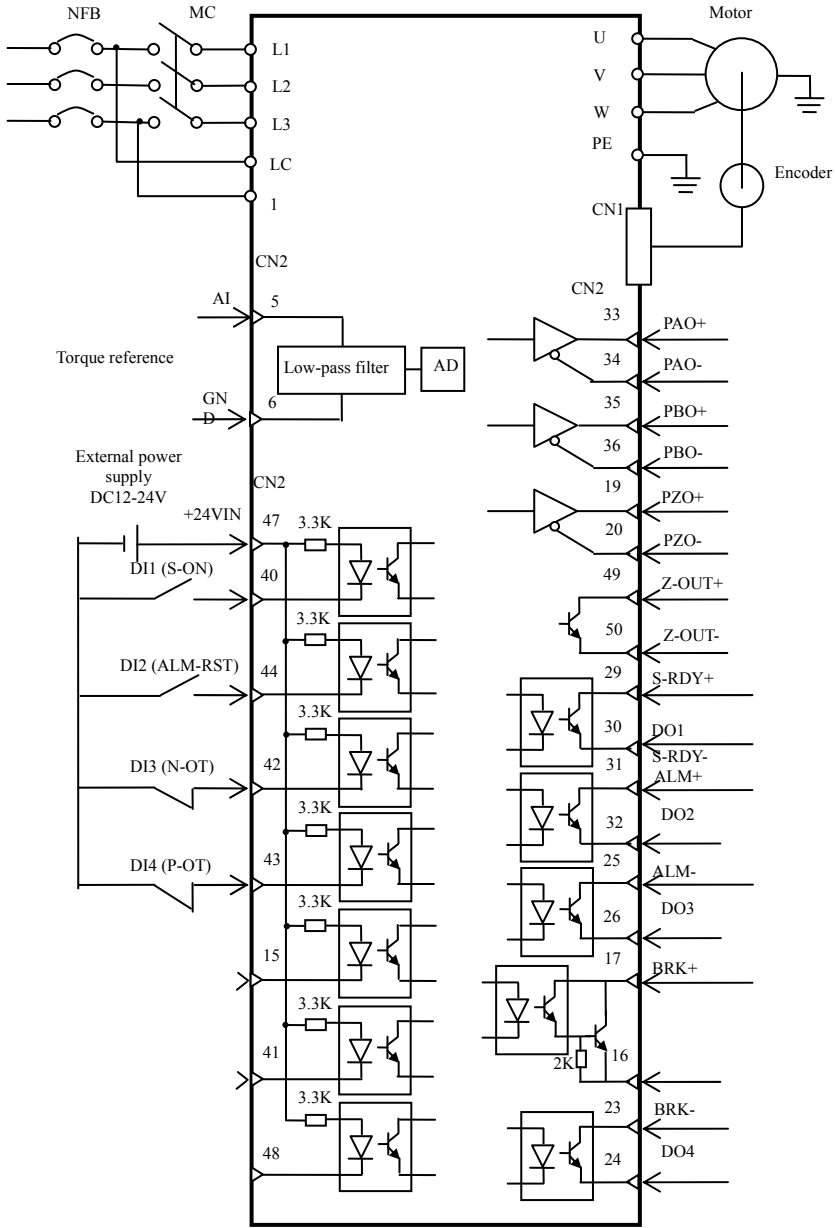 NFB
MC
Motor
L1
L2
L3
LC
1
U
V
W
PE
Encoder
CN1
CN2
AI
5
Torque reference
Low-pass filter
AD
GN
D
6
CN2
33
PAO+
34
PAO-
35
PBO+
36
PBO-
19
PZO+
20
PZO-
49
Z-OUT+
50
Z-OUT-
29
S-RDY+
30
DO1
S-RDY-
31
ALM+
32
DO2
25
ALM-
26
DO3
17
BRK+
2K
16
23
BRK-
24
DO4
External power
supply
DC12-24V
CN2
+24VIN
47
3.3K
DI1 (S-ON)
40
3.3K
DI2 (ALM-RST)
44
3.3K
DI3 (N-OT)
42
3.3K
DI4 (P-OT)
43
3.3K
15
3.3K
41
3.3K
48